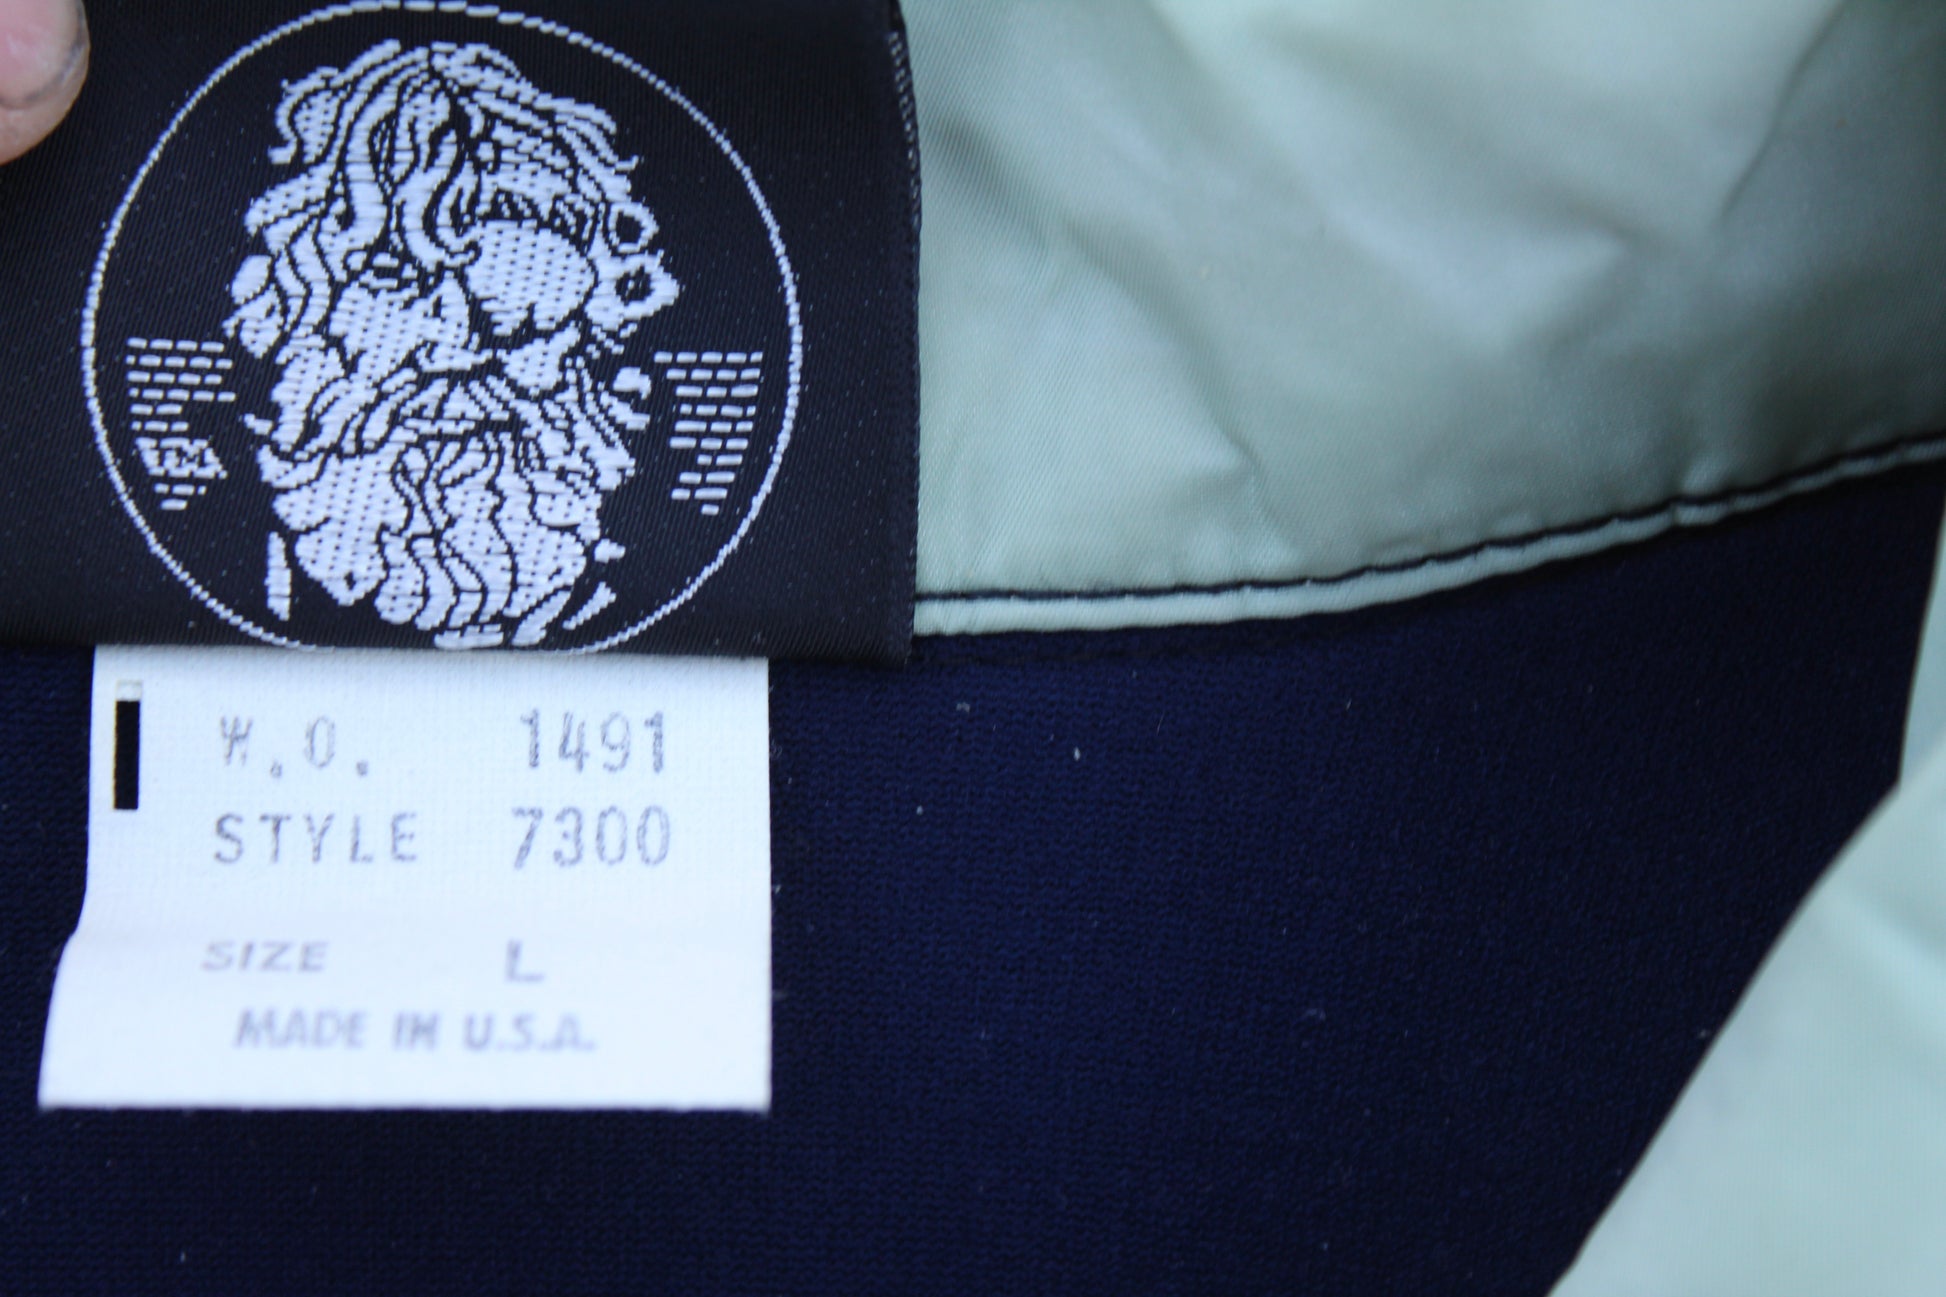 W.O. 1491
STYLE 7300
SIZE L
MADE IN U.S.A.